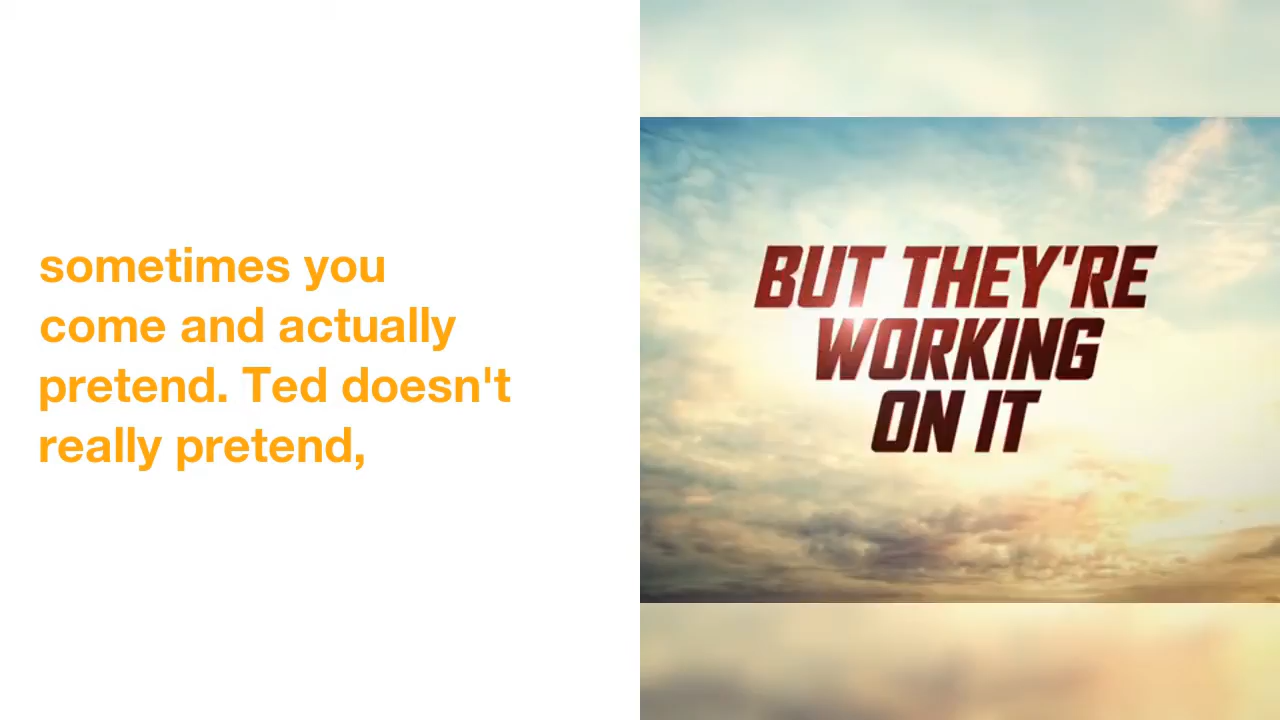 sometimes you
come and actually
pretend. Ted doesn't
really pretend,
BUT THEY'RE
WORKING
ON IT